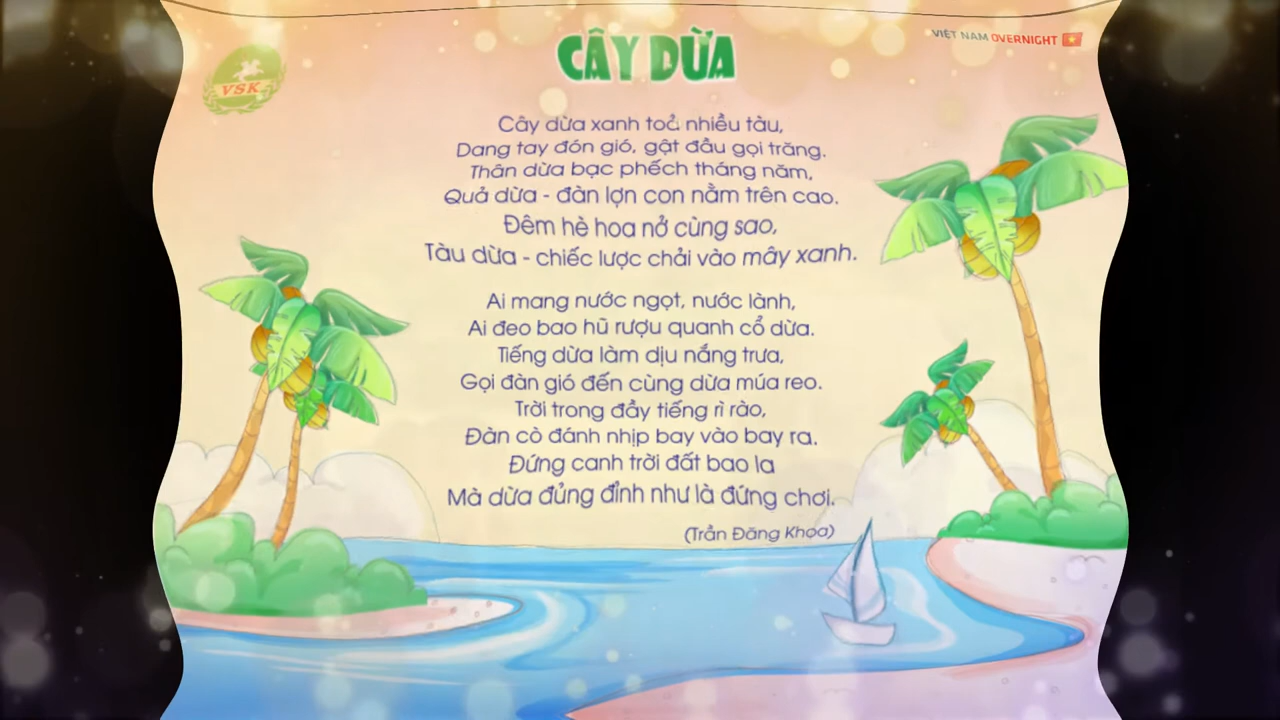 CÂY DỪA
VSK
VIỆT NAM OVERNIGHT
Cây dừa xanh toả nhiều tàu,
Dang tay đón gió, gật đầu gọi trăng.
Thân dừa bạc phếch tháng năm,
Quả dừa - đàn lợn con nằm trên cao.
Đêm hè hoa nở cùng sao,
Tàu dừa - chiếc lược chải vào mây xanh.
Ai mang nước ngọt, nước lành,
Ai đeo bao hũ rượu quanh cổ dừa.
Tiếng dừa làm dịu nắng trưa,
Gọi đàn gió đến cùng dừa múa reo.
Trời trong đầy tiếng rì rào,
Đàn cò đánh nhịp bay vào bay ra.
Đứng canh trời đất bao la
Mà dừa đủng đỉnh như là đứng chơi.
(Trần Đăng Khoa)